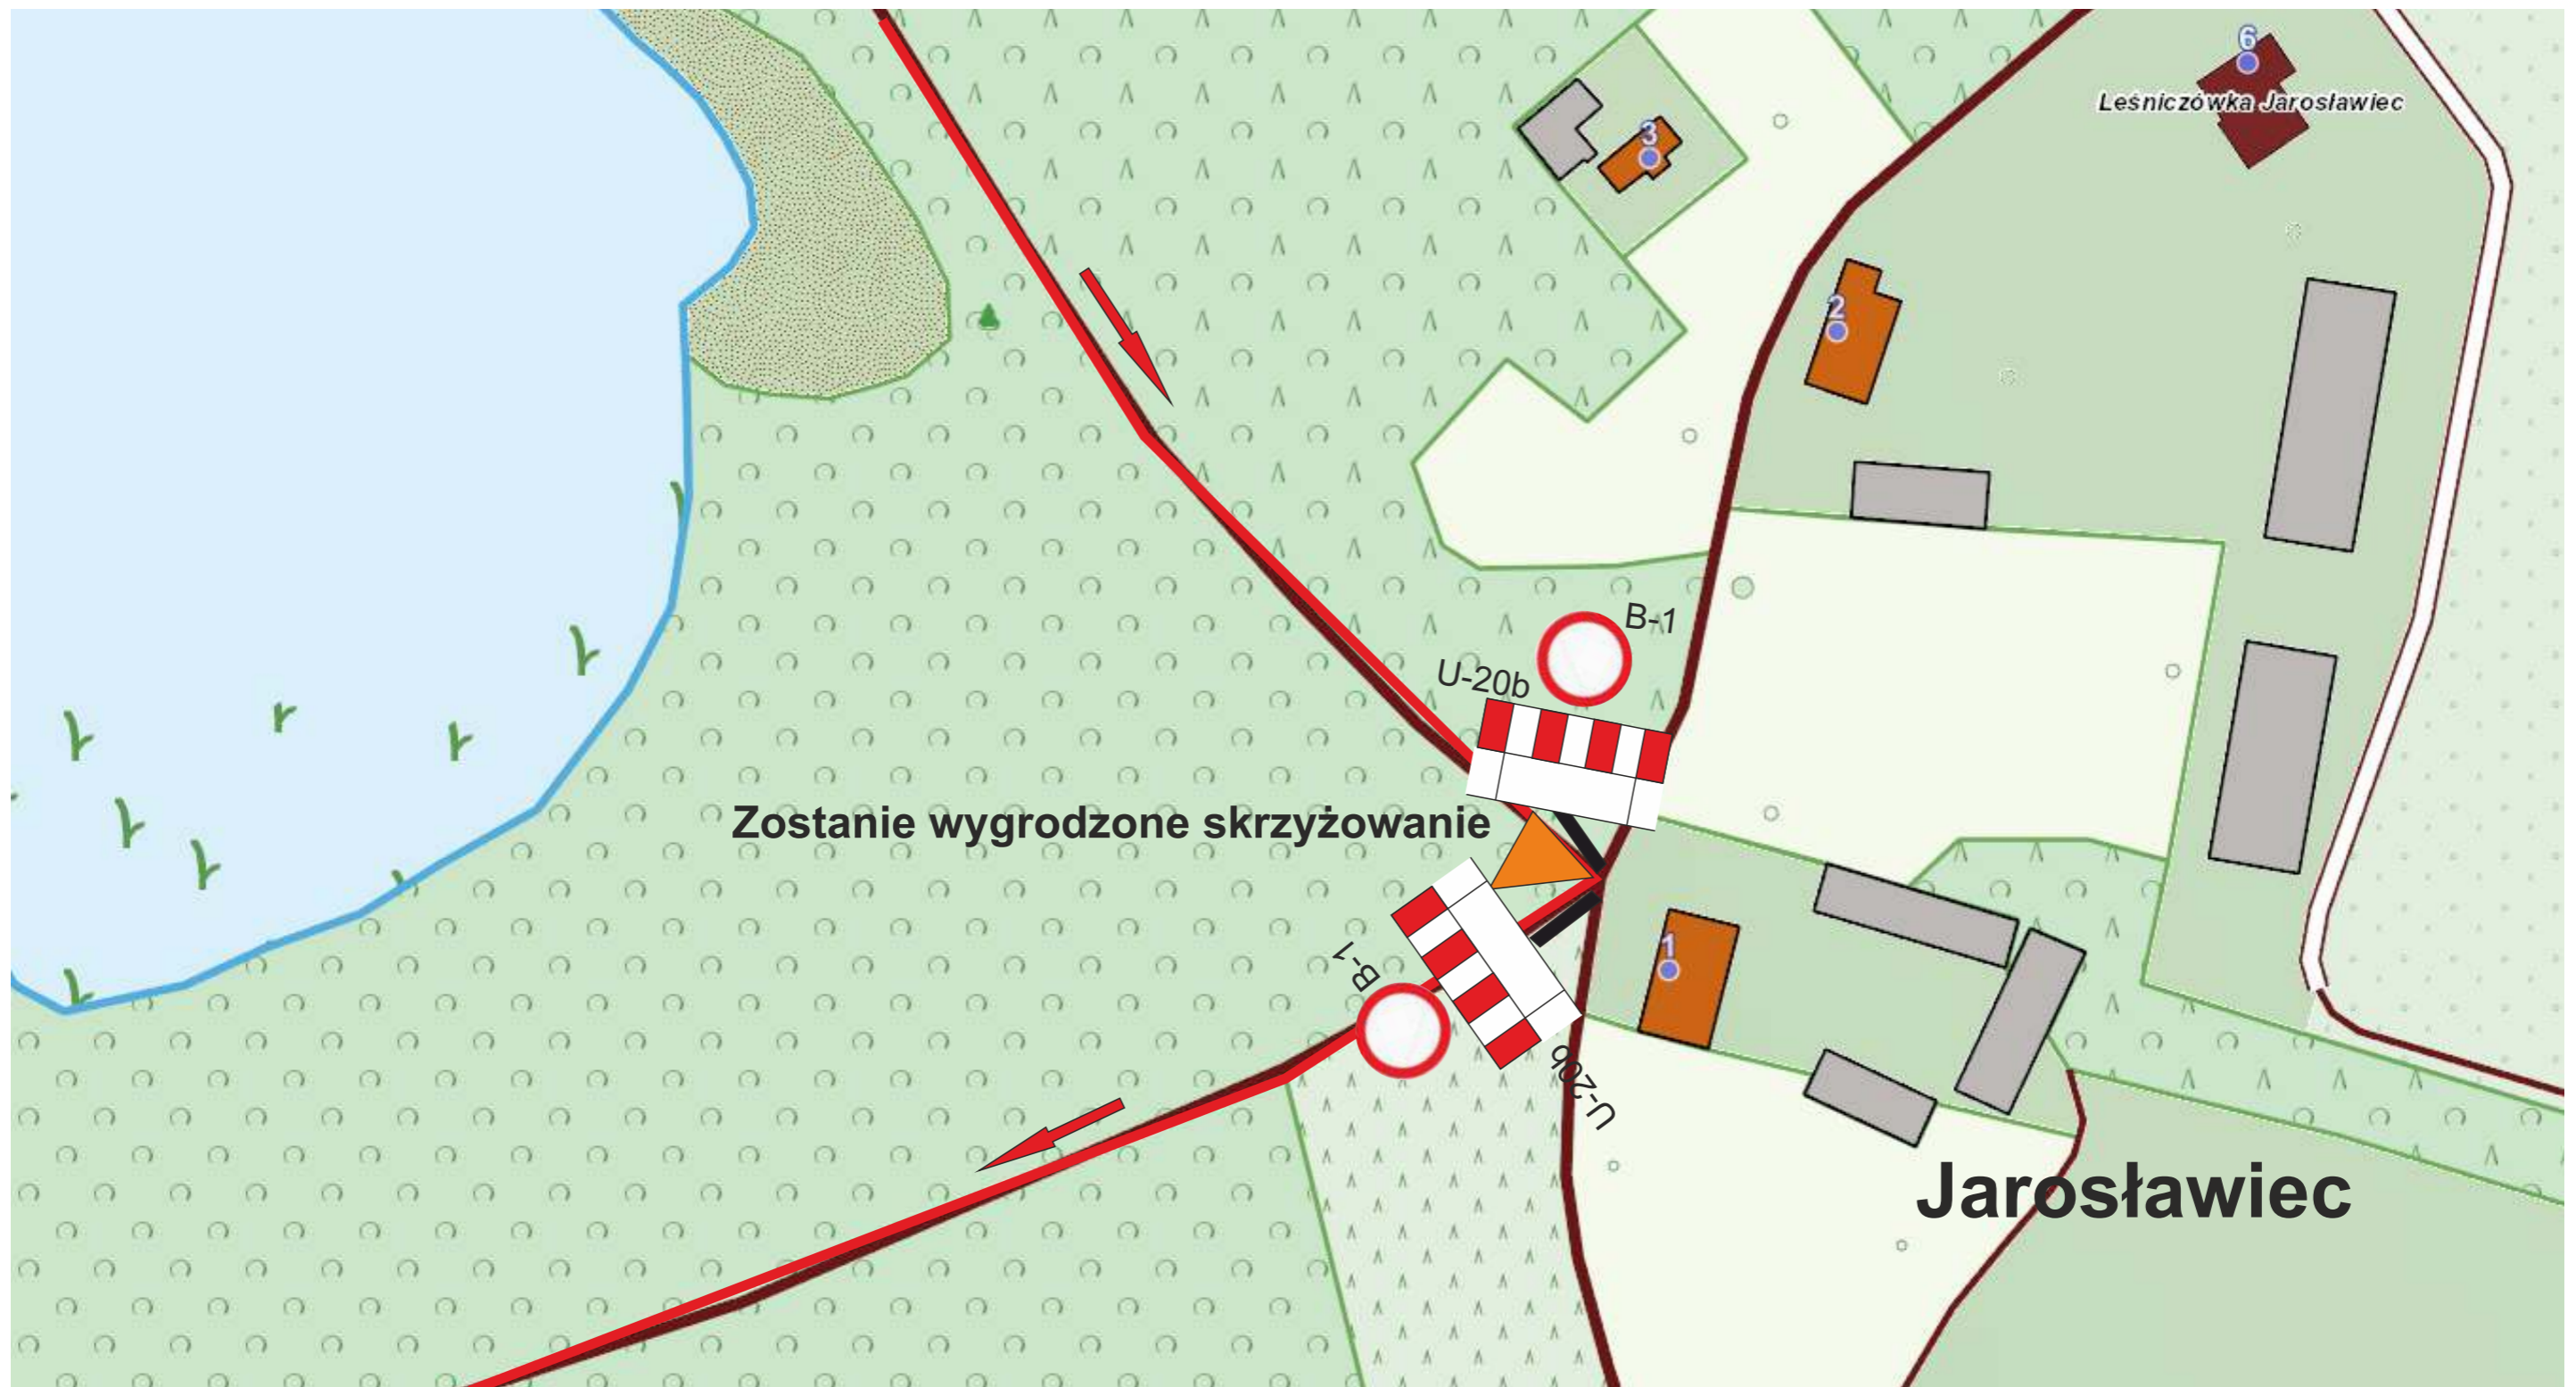 6
Leśniczówka Jarosławiec
3
2
B-1
U-20b
Zostanie wygrodzone skrzyżowanie
1
B-1
U-20b
Jarosławiec